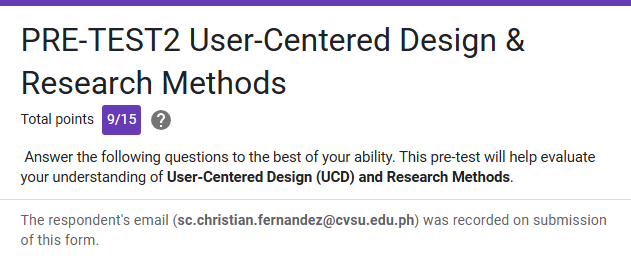 PRE-TEST2 User-Centered Design &
Research Methods
Total points 9/15 ?
Answer the following questions to the best of your ability. This pre-test will help evaluate
your understanding of User-Centered Design (UCD) and Research Methods.
The respondent's email (sc.christian.fernandez@cvsu.edu.ph) was recorded on submission
of this form.